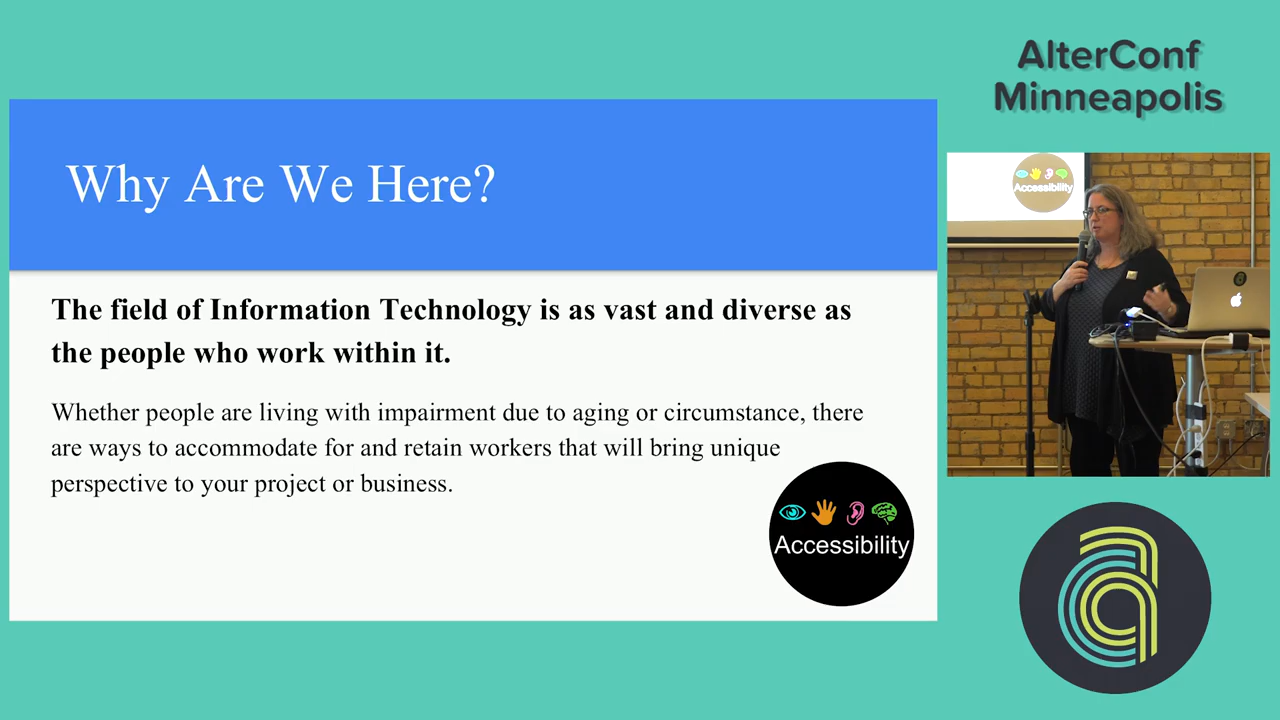 AlterConf
Minneapolis
Why Are We Here?
The field of Information Technology is as vast and diverse as
the people who work within it.
Whether people are living with impairment due to aging or circumstance, there
are ways to accommodate for and retain workers that will bring unique
perspective to your project or business.
Accessibility
Accessibility